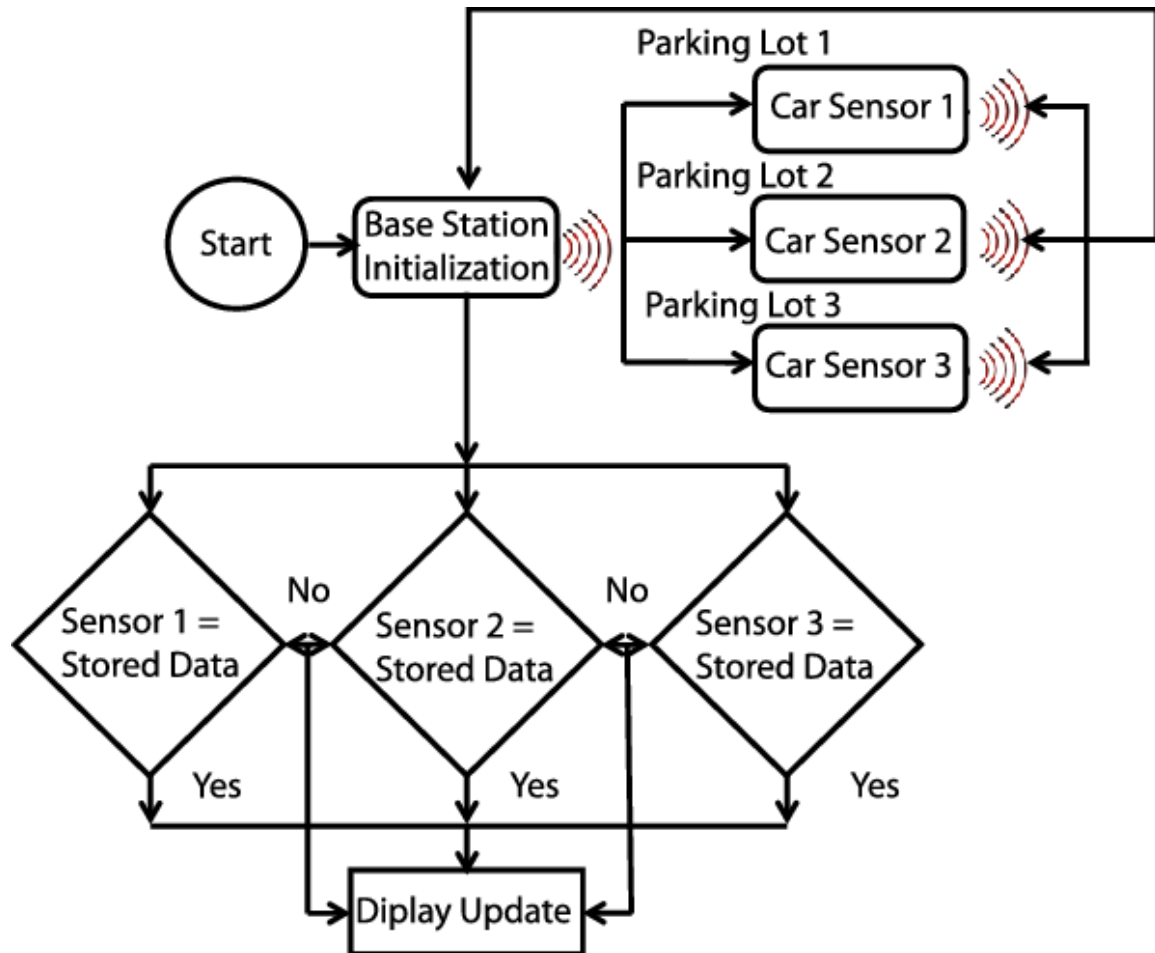 Parking Lot 1
Car Sensor 1
Parking Lot 2
Start
Base Station
Initialization
Car Sensor 2
Parking Lot 3
Car Sensor 3
No
No
Sensor 1 =
Stored Data
Sensor 2 =
Stored Data
Sensor 3 =
Stored Data
Yes
Yes
Yes
Diplay Update